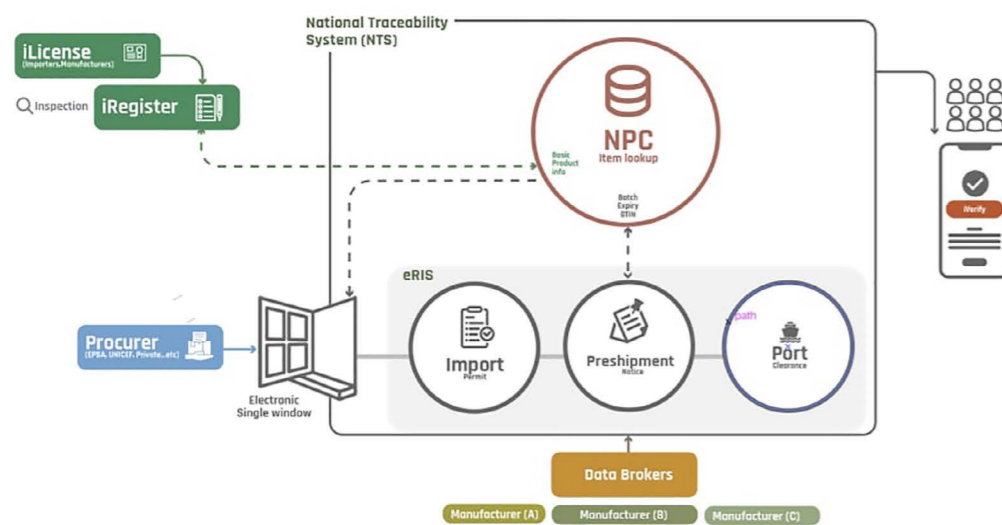 National Traceability
System (NTS)
iLicense
(Importers,Manufacturers)
iRegister
Inspection
NPC
Item lookup
Basic
Product
info
Batch
Expiry
GTIN
iVerify
eRIS
Import
Permit
Preshipment
Notice
path
Port
Clearance
Procurer
(EPSA, UNICEF, Private..etc)
Electronic
Single window
Data Brokers
Manufacturer (A)
Manufacturer (B)
Manufacturer (C)